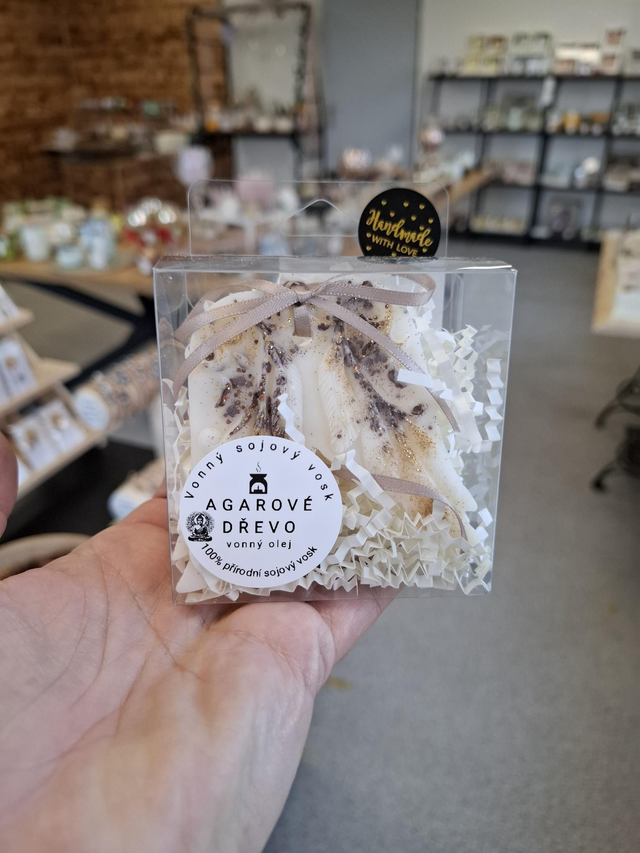 Handmade
WITH LOVE
Vonný sojový vosk
AGAROVÉ
DŘEVO
vonný olej
100% přírodní sojový vosk